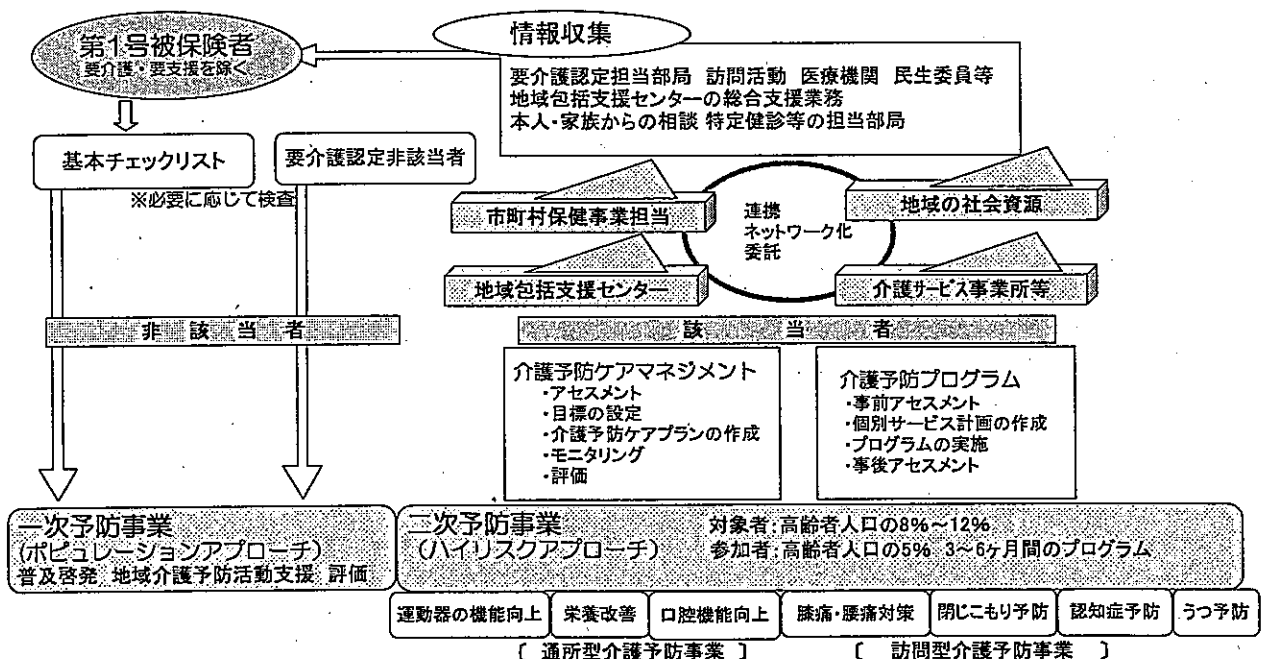 第1号被保険者
要介護・要支援を除く
情報収集
要介護認定担当部局 訪問活動 医療機関 民生委員等
地域包括支援センターの総合支援業務
本人・家族からの相談 特定健診等の担当部局
基本チェックリスト
要介護認定非該当者
※必要に応じて検査
市町村保健事業担当
地域の社会資源
連携
ネットワーク化
委託
地域包括支援センター
介護サービス事業所等
非該当者
該当者
介護予防ケアマネジメント
・アセスメント
・目標の設定
・介護予防ケアプランの作成
・モニタリング
・評価
介護予防プログラム
・事前アセスメント
・個別サービス計画の作成
・プログラムの実施
・事後アセスメント
一次予防事業
(ポピュレーションアプローチ)
普及啓発 地域介護予防活動支援 評価
二次予防事業
(ハイリスクアプローチ)
対象者:高齢者人口の8%~12%
参加者:高齢者人口の5% 3~6ヶ月間のプログラム
運動器の機能向上
栄養改善
口腔機能向上
膝痛・腰痛対策
閉じこもり予防
認知症予防
うつ予防
〔 通所型介護予防事業 〕
〔 訪問型介護予防事業 〕